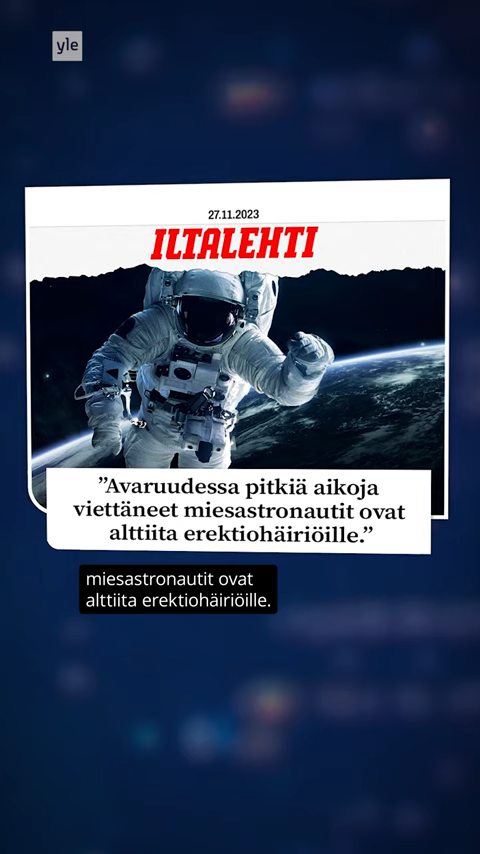 yle
27.11.2023
ILTALEHTI
”Avaruudessa pitkiä aikoja
viettäneet miesastronautit ovat
alttiita erektiohäiriöille.”
miesastronautit ovat
alttiita erektiohäiriöille.